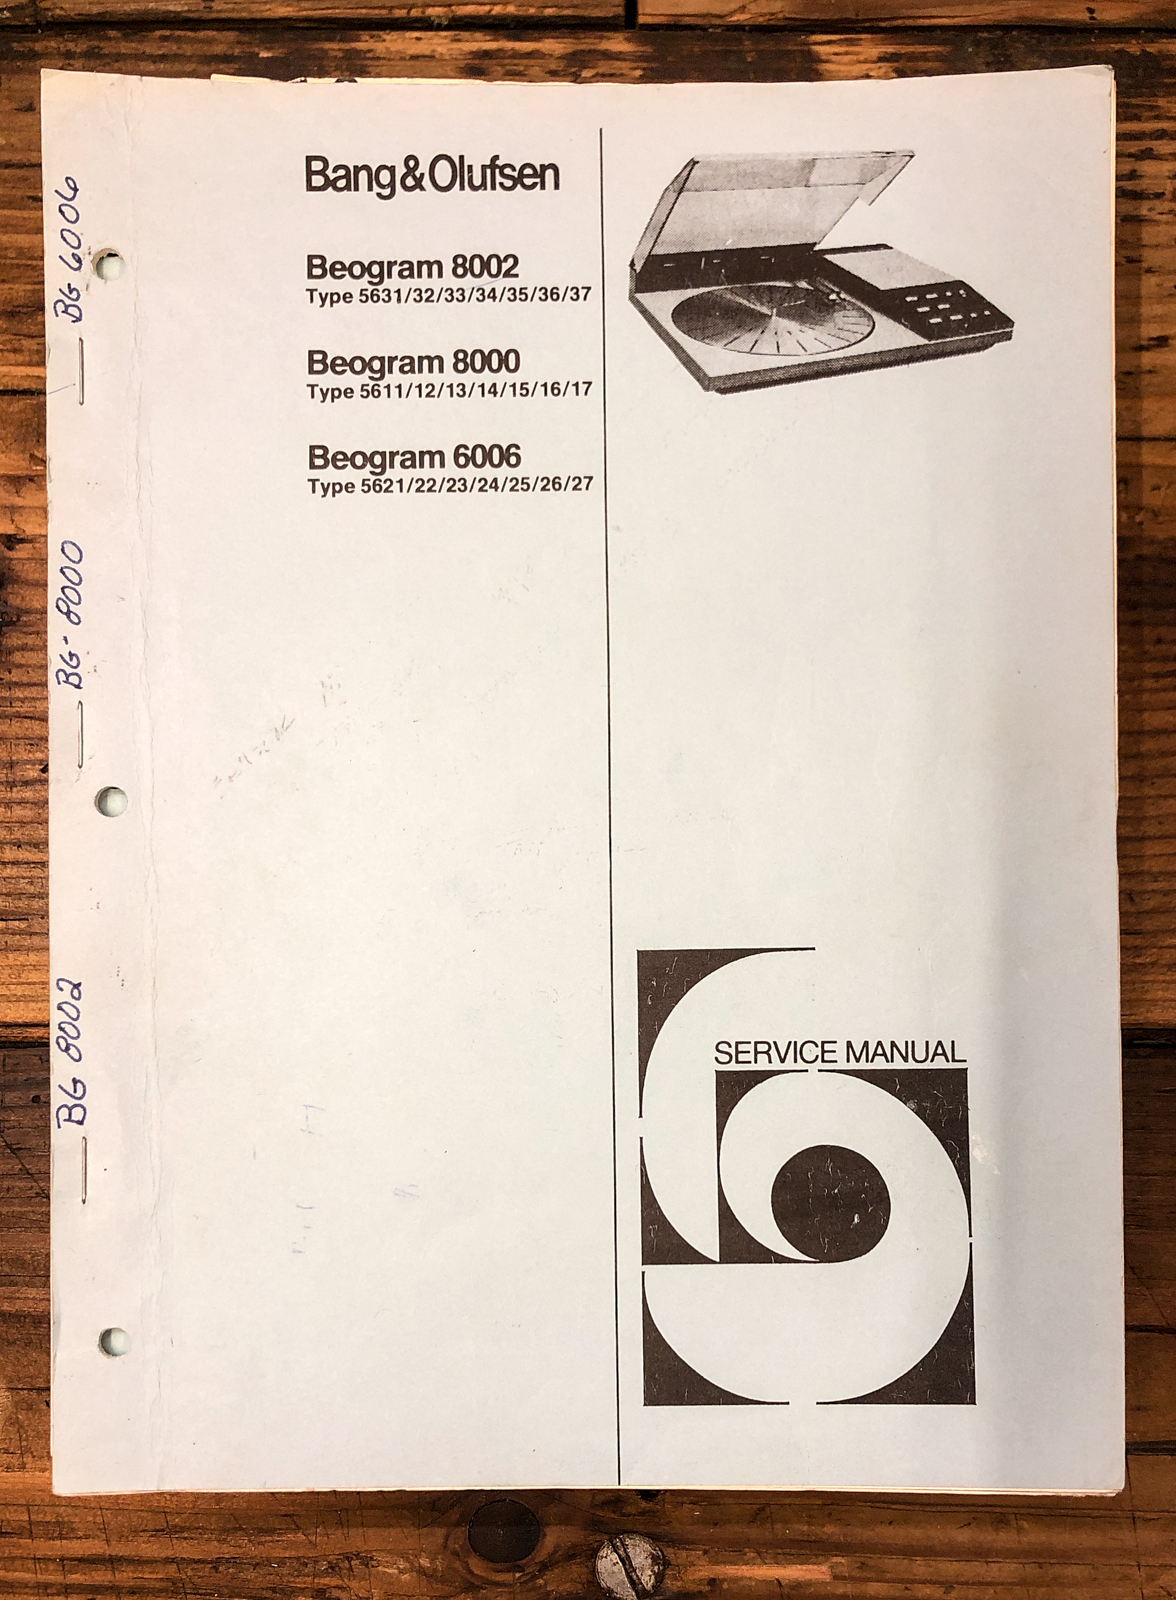 Bang&Olufsen
Beogram 8002
Type 5631/32/33/34/35/36/37
Beogram 8000
Type 5611/12/13/14/15/16/17
Beogram 6006
Type 5621/22/23/24/25/26/27
SERVICE MANUAL
BG 6006
BG-8000
BG 8002